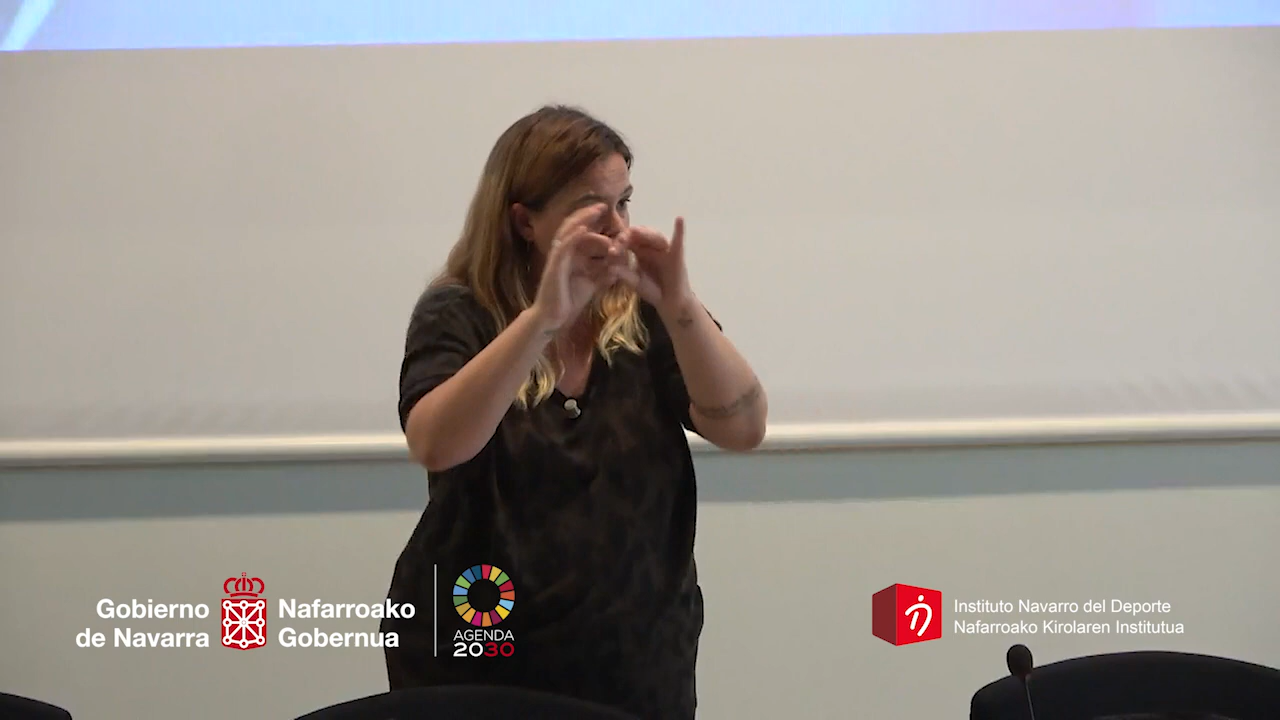 Gobierno
de Navarra
Nafarroako
Gobernua
AGENDA
2030
Instituto Navarro del Deporte
Nafarroako Kirolaren Institutua